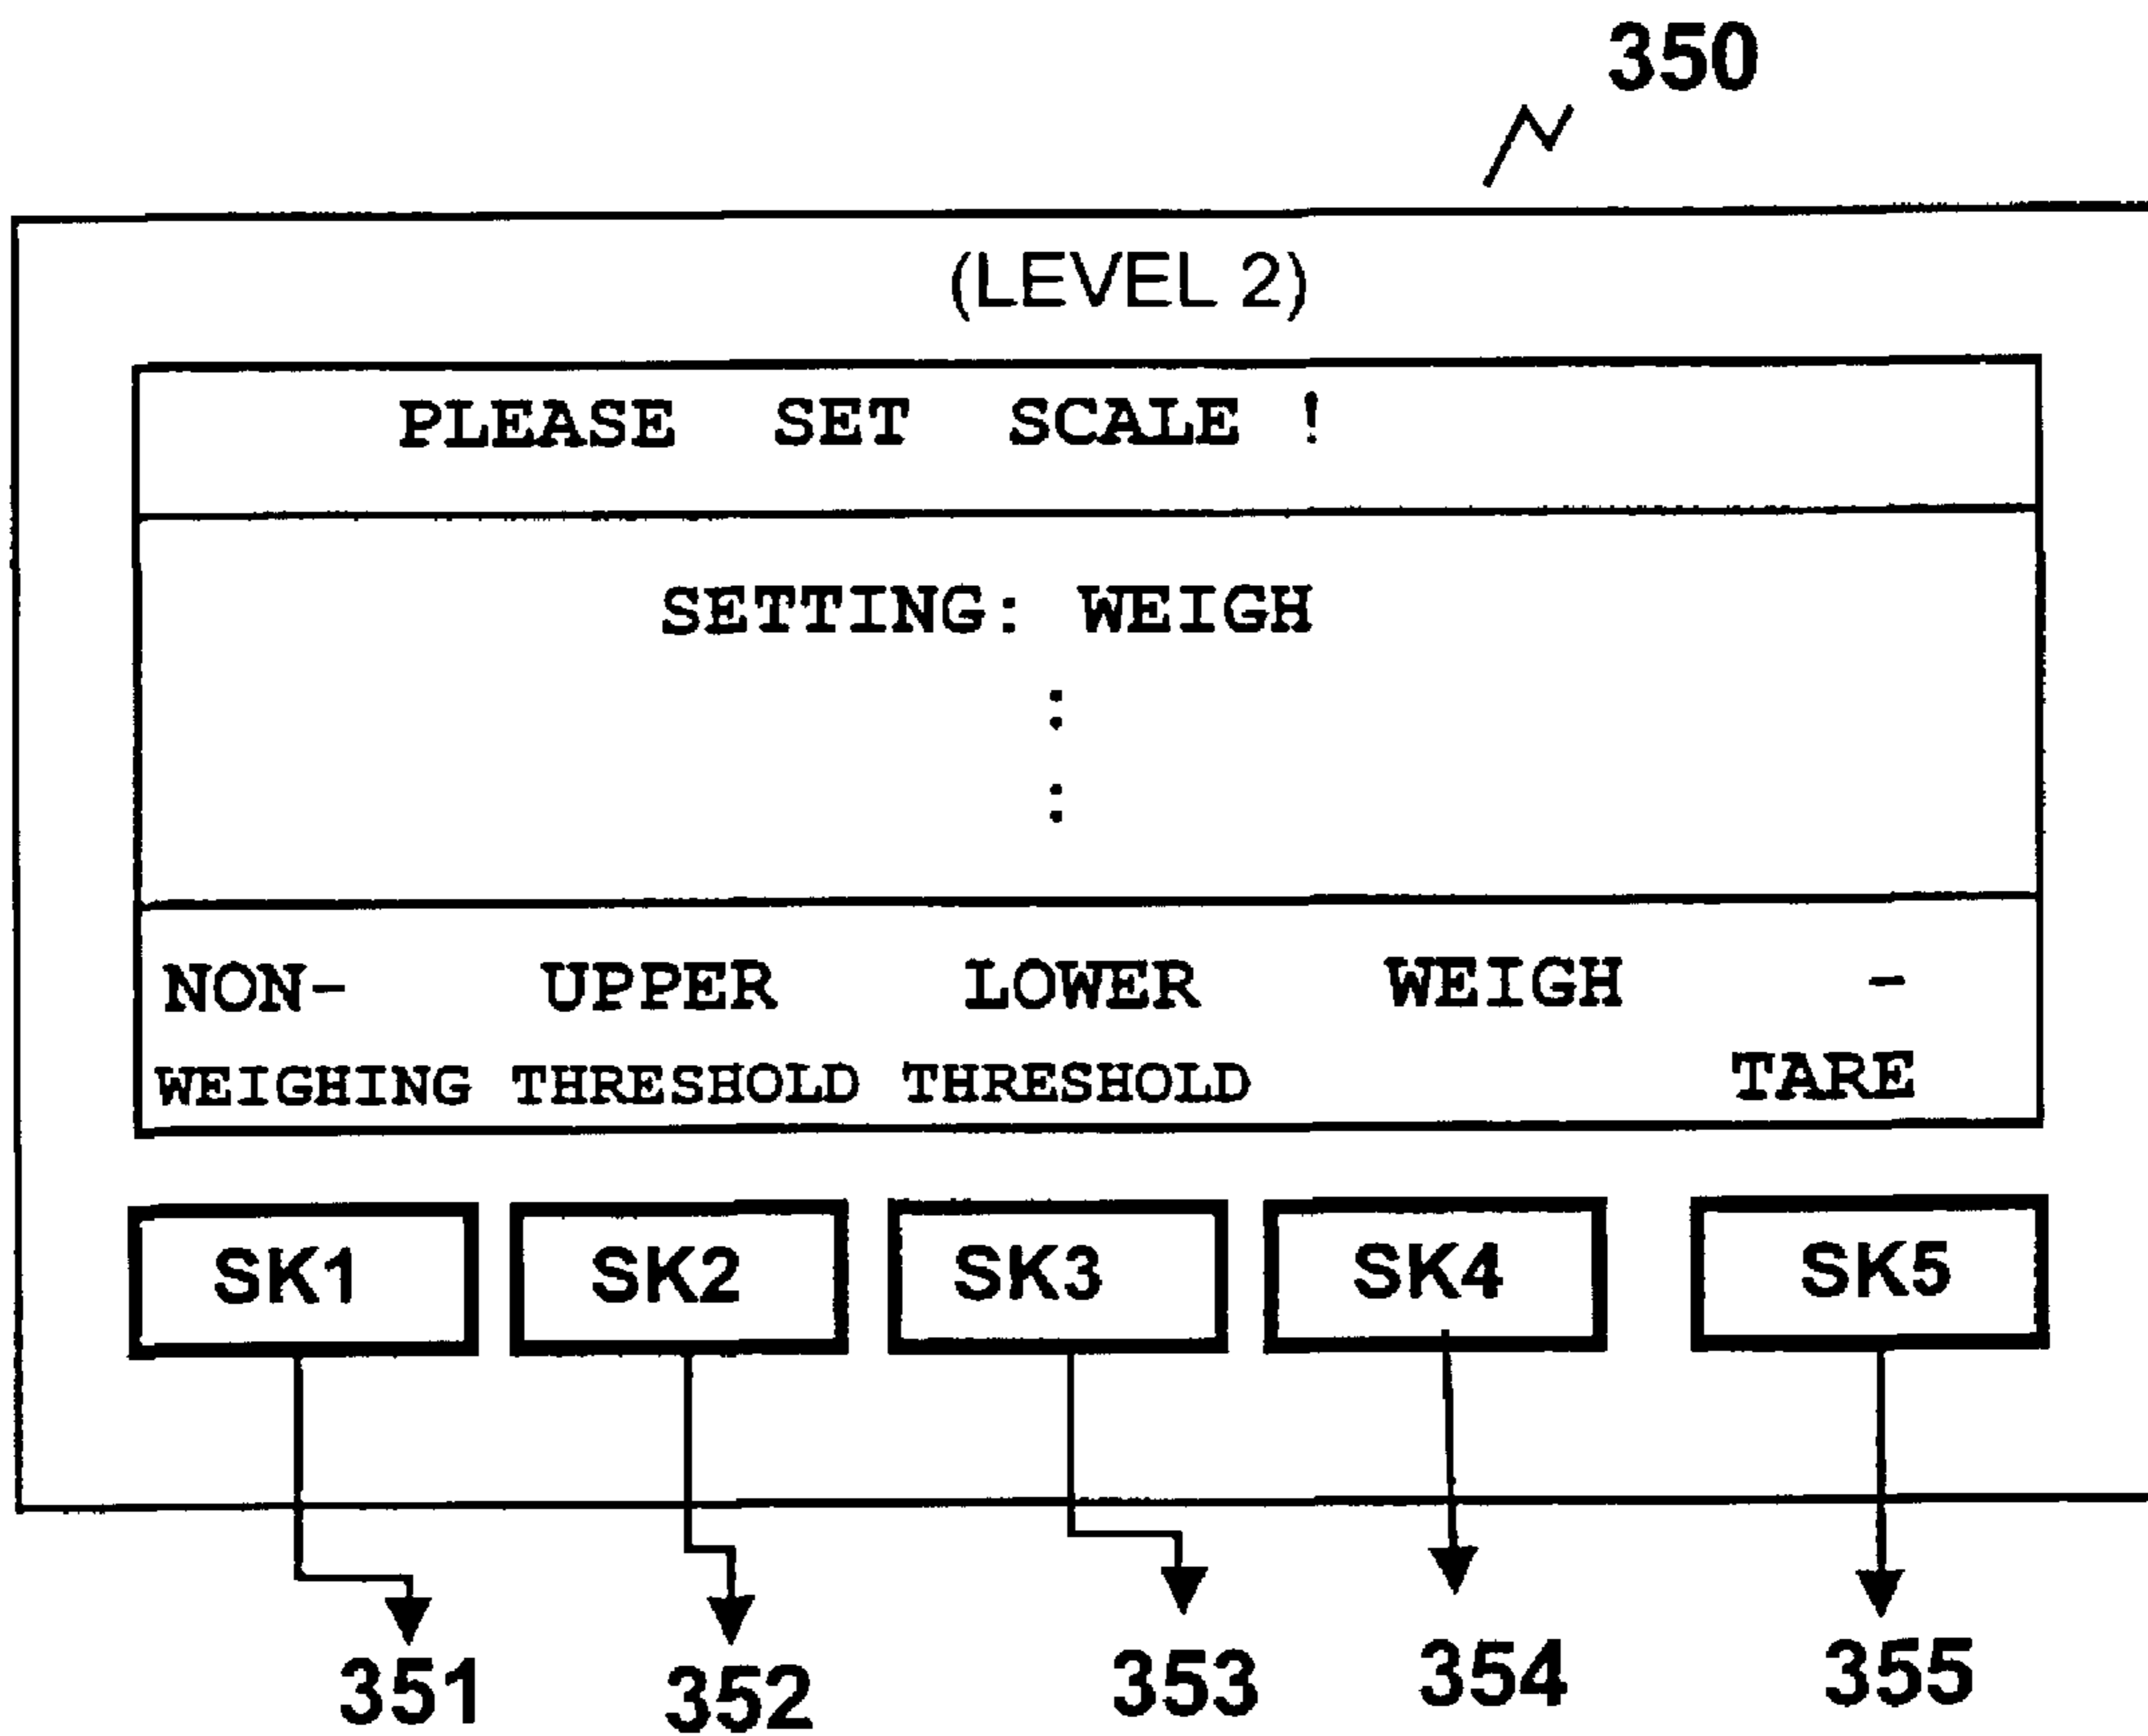 350
(LEVEL 2)
PLEASE SET SCALE !
SETTING: WEIGH
:
:
NON- UPPER LOWER WEIGH -
WEIGHING THRESHOLD THRESHOLD TARE
SK1 SK2 SK3 SK4 SK5
351 352 353 354 355